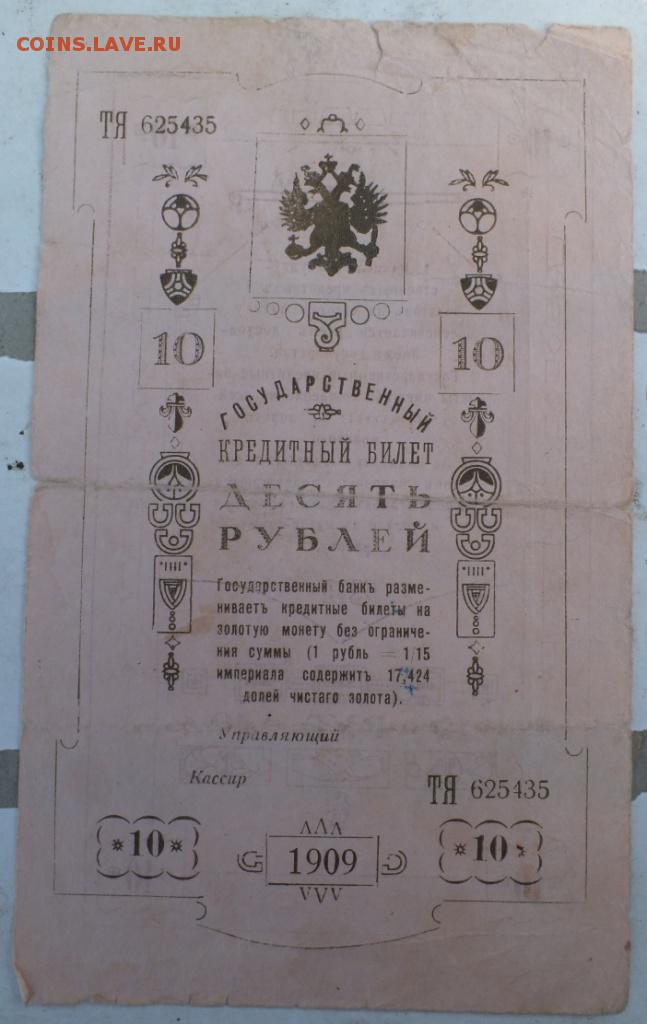 COINS.LAVE.RU
ТЯ 625435
10 10
ГОСУДАРСТВЕННЫЙ
КРЕДИТНЫЙ БИЛЕТ
ДЕСЯТЬ
РУБЛЕЙ
Государственный банкъ разме-
нивaетъ кредитные билеты на
золотую монету без ограниче-
ния суммы (1 рубль = 1/15
империала содержитъ 17,424
долей чистаго золота).
Управляющий
Кассир
ТЯ 625435
10 1909 10